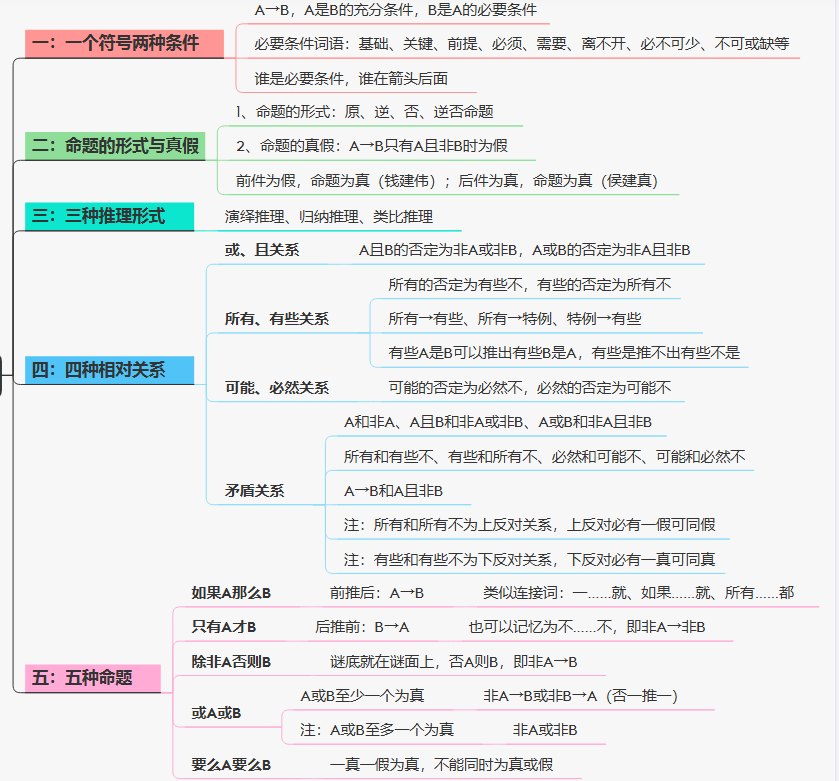 A→B，A是B的充分条件，B是A的必要条件
一：一个符号两种条件
必要条件词语：基础、关键、前提、必须、需要、离不开、必不可少、不可或缺等
谁是必要条件，谁在箭头后面
1、命题的形式：原、逆、否、逆否命题
二：命题的形式与真假
2、命题的真假：A→B只有A且非B时为假
前件为假，命题为真（钱建伟）；后件为真，命题为真（侯建真）
三：三种推理形式
演绎推理、归纳推理、类比推理
或、且关系
A且B的否定为非A或非B，A或B的否定为非A且非B
所有的否定为有些不，有些的否定为所有不
所有、有些关系
所有→有些、所有→特例、特例→有些
有些A是B可以推出有些B是A，有些是推不出有些不是
四：四种相对关系
可能、必然关系
可能的否定为必然不，必然的否定为可能不
A和非A、A且B和非A或非B、A或B和非A且非B
所有和有些不、有些和所有不、必然和可能不、可能和必然不
矛盾关系
A→B和A且非B
注：所有和所有不为上反对关系，上反对必有一假可同假
注：有些和有些不为下反对关系，下反对必有一真可同真
如果A那么B
前推后：A→B
类似连接词：一......就、如果......就、所有......都
只有A才B
后推前：B→A
也可以记忆为不......不，即非A→非B
除非A否则B
谜底就在谜面上，否A则B，即非A→B
五：五种命题
A或B至少一个为真
非A→B或非B→A（否一推一）
或A或B
注：A或B至多一个为真
非A或非B
要么A要么B
一真一假为真，不能同时为真或假